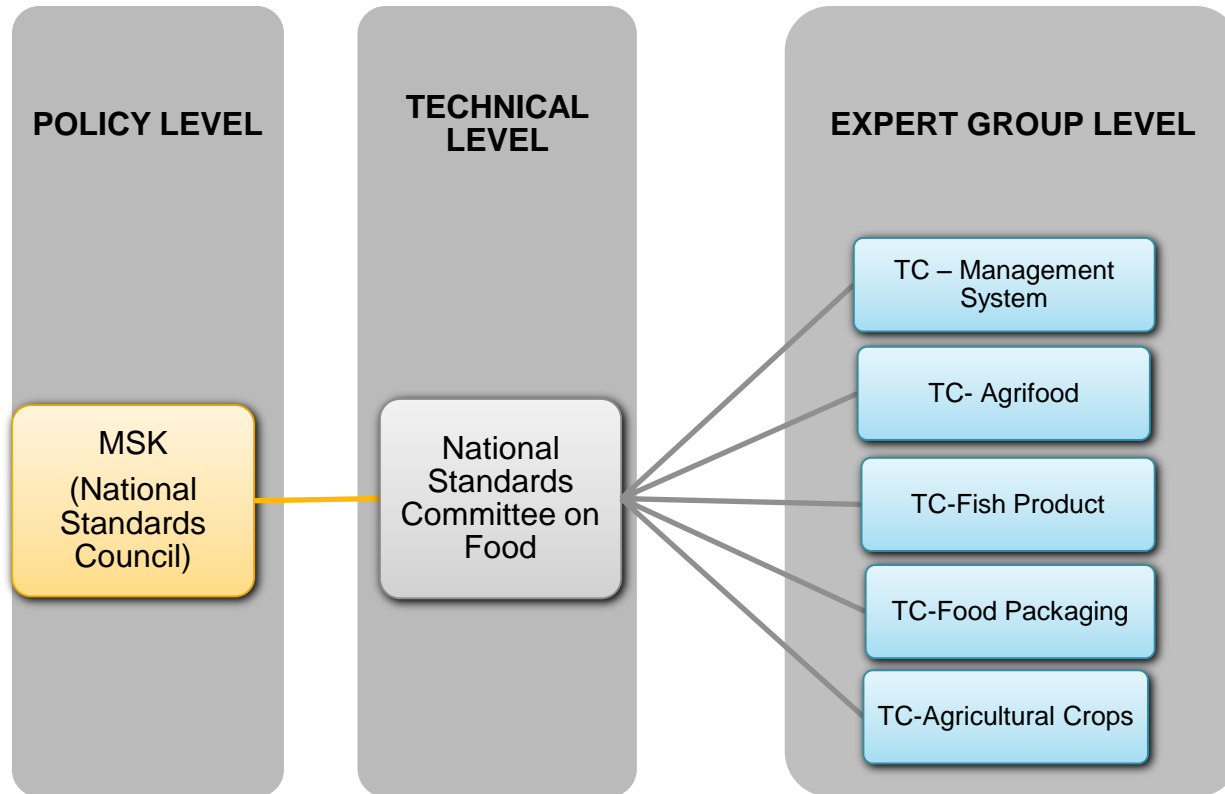 POLICY LEVEL
TECHNICAL
LEVEL
EXPERT GROUP LEVEL
MSK
(National
Standards
Council)
National
Standards
Committee on
Food
TC – Management
System
TC- Agrifood
TC-Fish Product
TC-Food Packaging
TC-Agricultural Crops